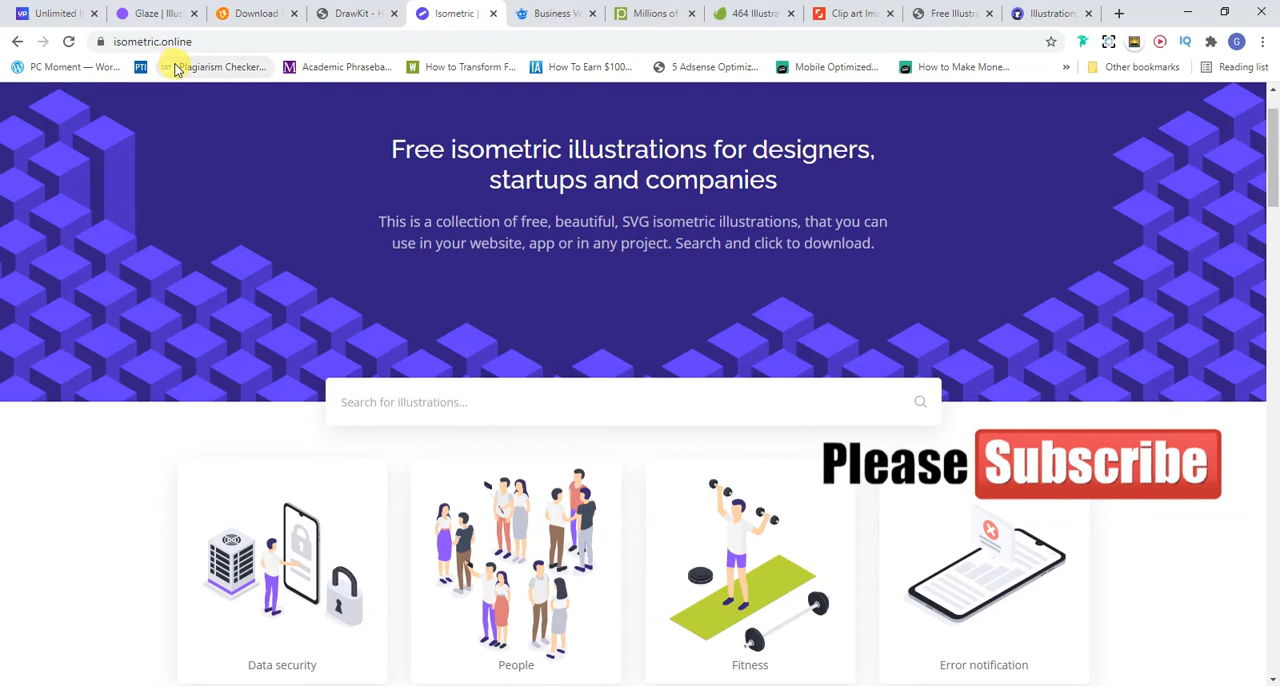 Unlimited
Glaze | Illus
Download
DrawKit - H
Isometric |
Business Ve
Millions of
464 Illustra
Clip art Ima
Free Illustra
Illustrations
isometric.online
G
PC Moment — Wor...
PTI
Plagiarism Checker...
Academic Phraseba...
How to Transform F...
How To Earn $100...
5 Adsense Optimiz...
Mobile Optimized...
How to Make Mone...
Other bookmarks
Reading list
Free isometric illustrations for designers,
startups and companies
This is a collection of free, beautiful, SVG isometric illustrations, that you can
use in your website, app or in any project. Search and click to download.
Search for illustrations...
Please Subscribe
Data security
People
Fitness
Error notification